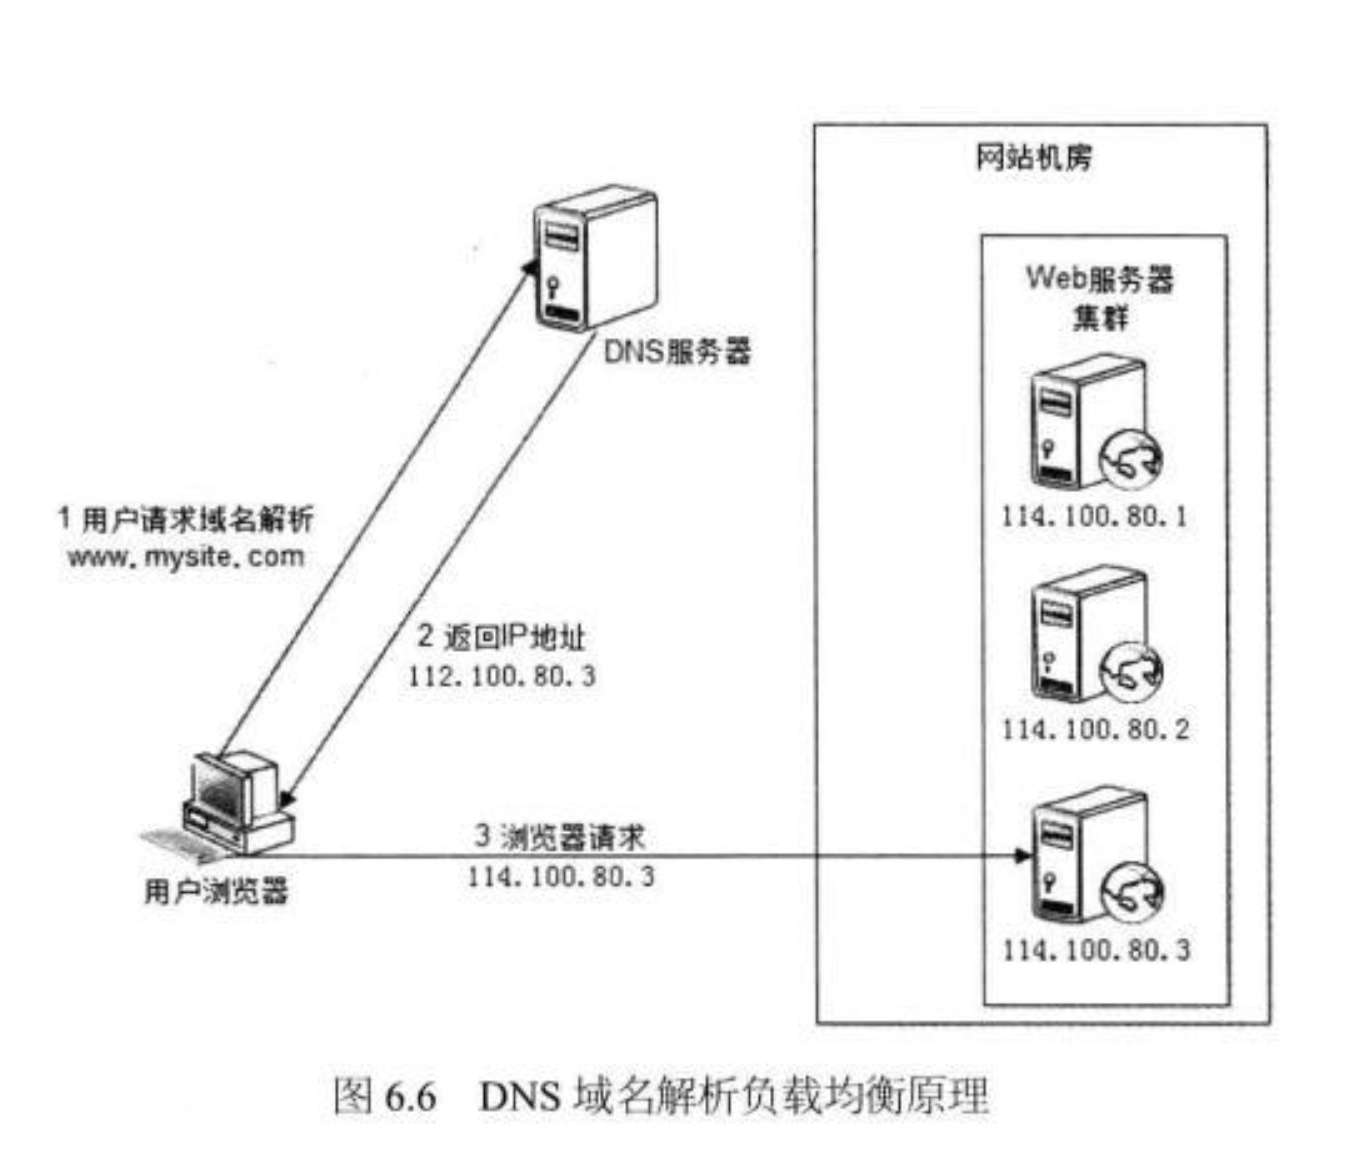 网站机房
Web服务器
集群
DNS服务器
114.100.80.1
1 用户请求域名解析
www.mysite.com
2 返回IP地址
112.100.80.3
114.100.80.2
3 浏览器请求
114.100.80.3
用户浏览器
114.100.80.3
图 6.6 DNS 域名解析负载均衡原理